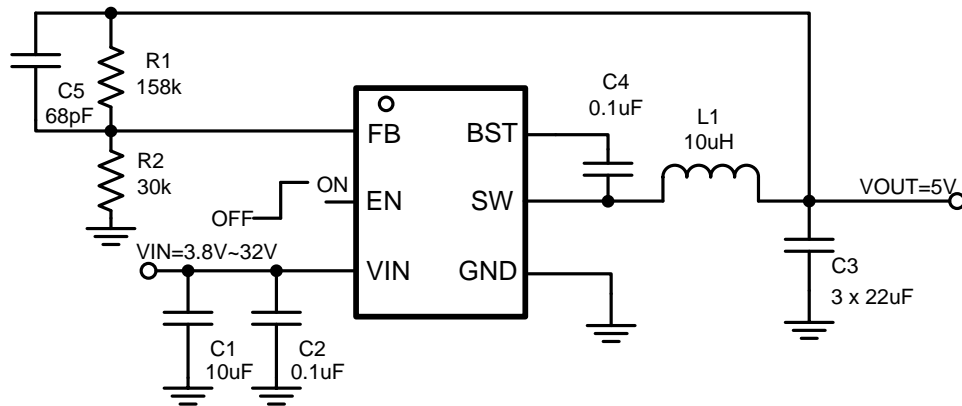 C5
68pF
R1
158k
R2
30k
OFF
ON
VIN=3.8V~32V
C1
10uF
C2
0.1uF
FB
EN
VIN
BST
SW
GND
C4
0.1uF
L1
10uH
VOUT=5V
C3
3 x 22uF